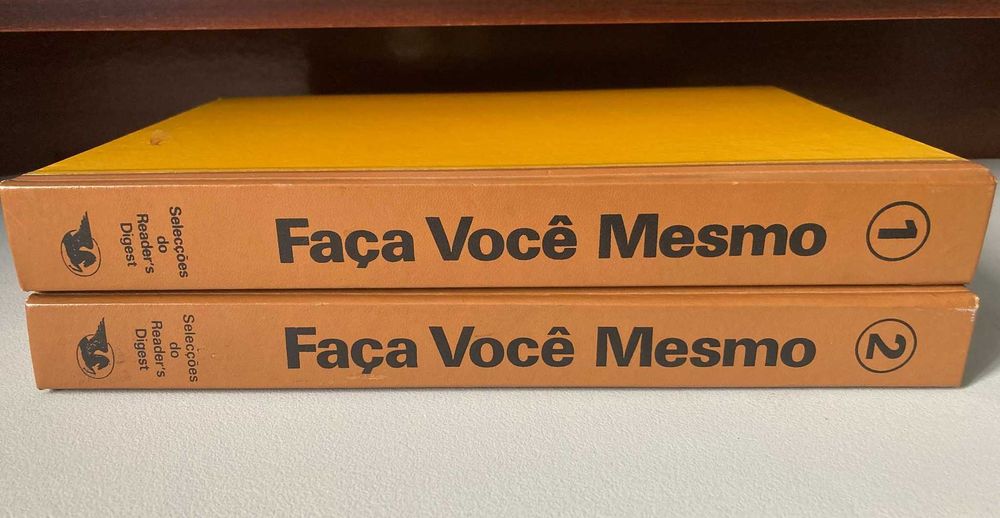 Selecções
do
Reader's
Digest
Faça Você Mesmo
1
Selecções
do
Reader's
Digest
Faça Você Mesmo
2